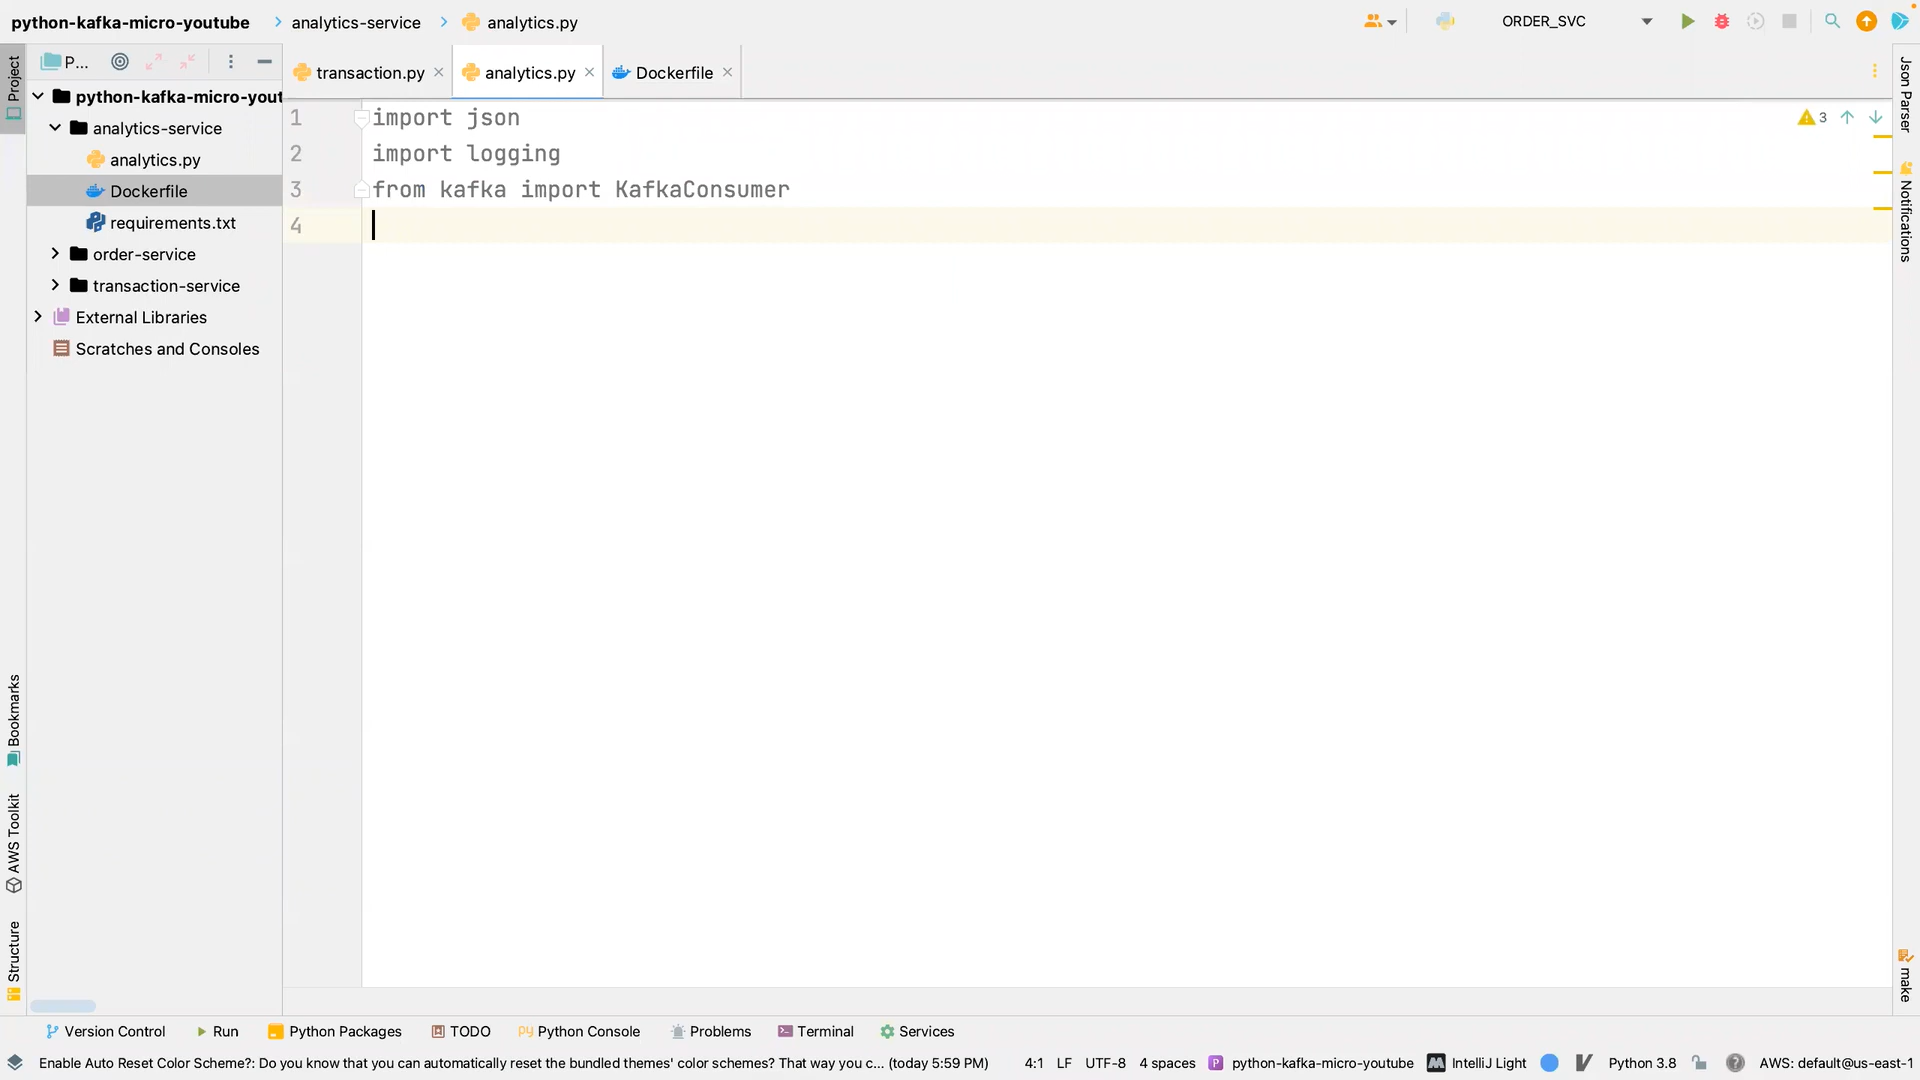 python-kafka-micro-youtube analytics-service analytics.py ORDER_SVC
Project
P...
transaction.py analytics.py Dockerfile
python-kafka-micro-yout
analytics-service
analytics.py
Dockerfile
requirements.txt
order-service
transaction-service
External Libraries
Scratches and Consoles
1 import json
2 import logging
3 from kafka import KafkaConsumer
4
3
Json Parser
Notifications
make
Bookmarks
AWS Toolkit
Structure
Version Control Run Python Packages TODO Python Console Problems Terminal Services
Enable Auto Reset Color Scheme?: Do you know that you can automatically reset the bundled themes' color schemes? That way you c... (today 5:59 PM) 4:1 LF UTF-8 4 spaces python-kafka-micro-youtube IntelliJ Light Python 3.8 AWS: default@us-east-1